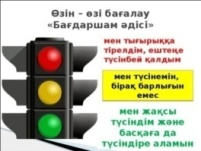 Өзін – өзі бағалау
«Бағдаршам әдісі»
мен тығырыққа
тірелдім, ештеңе
түсінбей қалдым
мен түсінемін,
бірақ барлығын
емес
мен жақсы
түсіндім және
басқаға да
түсіндіре аламын